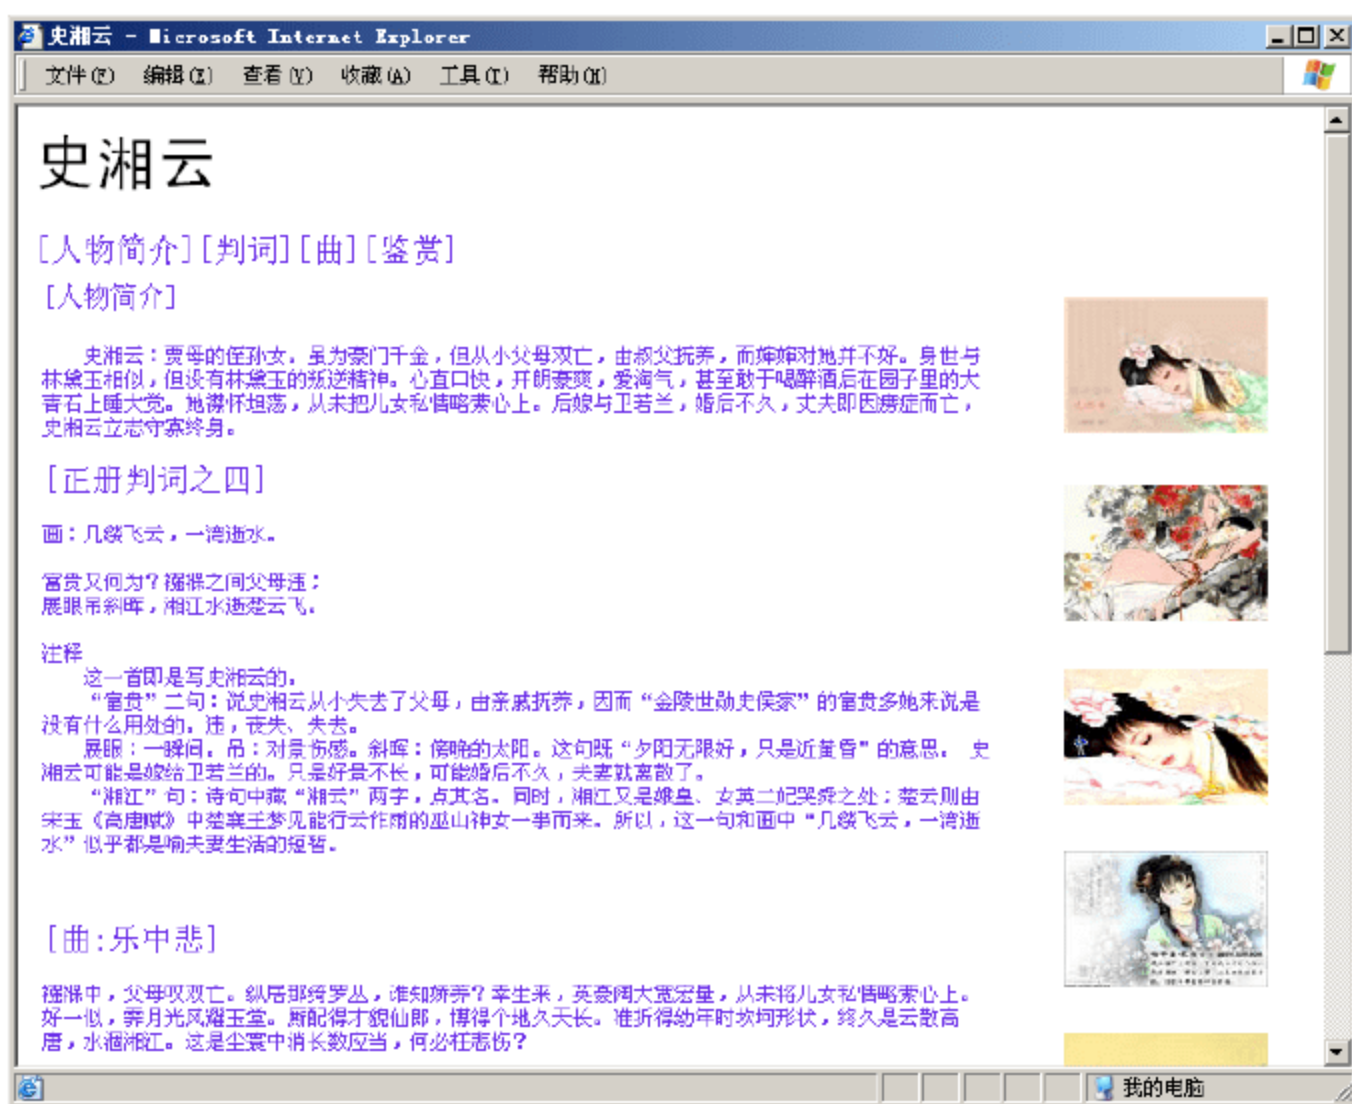 史湘云 - Microsoft Internet Explorer
文件(F) 编辑(E) 查看(V) 收藏(A) 工具(T) 帮助(H)
史湘云
[人物简介][判词][曲][鉴赏]
[人物简介]
史湘云：贾母的侄孙女。虽为豪门千金，但从小父母双亡，由叔父抚养，而婶婶对她并不好。身世与
林黛玉相似，但没有林黛玉的叛逆精神。心直口快，开朗豪爽，爱淘气，甚至敢于喝醉酒后在园子里的大
青石上睡大觉。她襟怀坦荡，从未把儿女私情略萦心上。后嫁与卫若兰，婚后不久，丈夫即因痨症而亡，
史湘云立志守寡终身。
[正册判词之四]
画：几缕飞云，一湾逝水。
富贵又何为？襁褓之间父母违；
展眼吊斜晖，湘江水逝楚云飞。
注释
这一首即是写史湘云的。
“富贵”二句：说史湘云从小失去了父母，由亲戚抚养，因而“金陵世勋史侯家”的富贵多她来说是
没有什么用处的。违，丧失、失去。
展眼：一瞬间。吊：对景伤感。斜晖：傍晚的太阳。这句既“夕阳无限好，只是近黄昏”的意思。 史
湘云可能是嫁给卫若兰的。只是好景不长，可能婚后不久，夫妻就离散了。
“湘江”句：诗句中藏“湘云”两字，点其名。同时，湘江又是娥皇、女英二妃哭舜之处；楚云则由
宋玉《高唐赋》中楚襄王梦见能行云作雨的巫山神女一事而来。所以，这一句和画中“几缕飞云，一湾逝
水”似乎都是喻夫妻生活的短暂。
[曲:乐中悲]
襁褓中，父母叹双亡。纵居那绮罗丛，谁知娇养？幸生来，英豪阔大宽宏量，从未将儿女私情略萦心上。
好一似，霁月光风耀玉堂。厮配得才貌仙郎，博得个地久天长。准折得幼年时坎坷形状，终久是云散高
唐，水涸湘江。这是尘寰中消长数应当，何必枉悲伤？
我的电脑